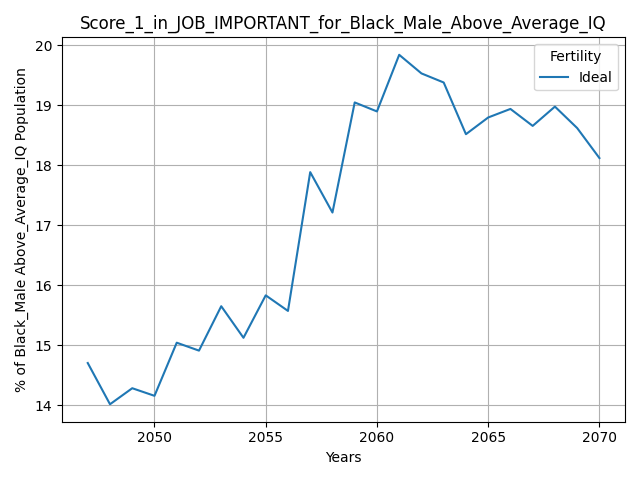 Score_1_in_JOB_IMPORTANT_for_Black_Male_Above_Average_IQ
Fertility
Ideal
% of Black_Male Above_Average_IQ Population
20
19
18
17
16
15
14
2050
2055
2060
2065
2070
Years